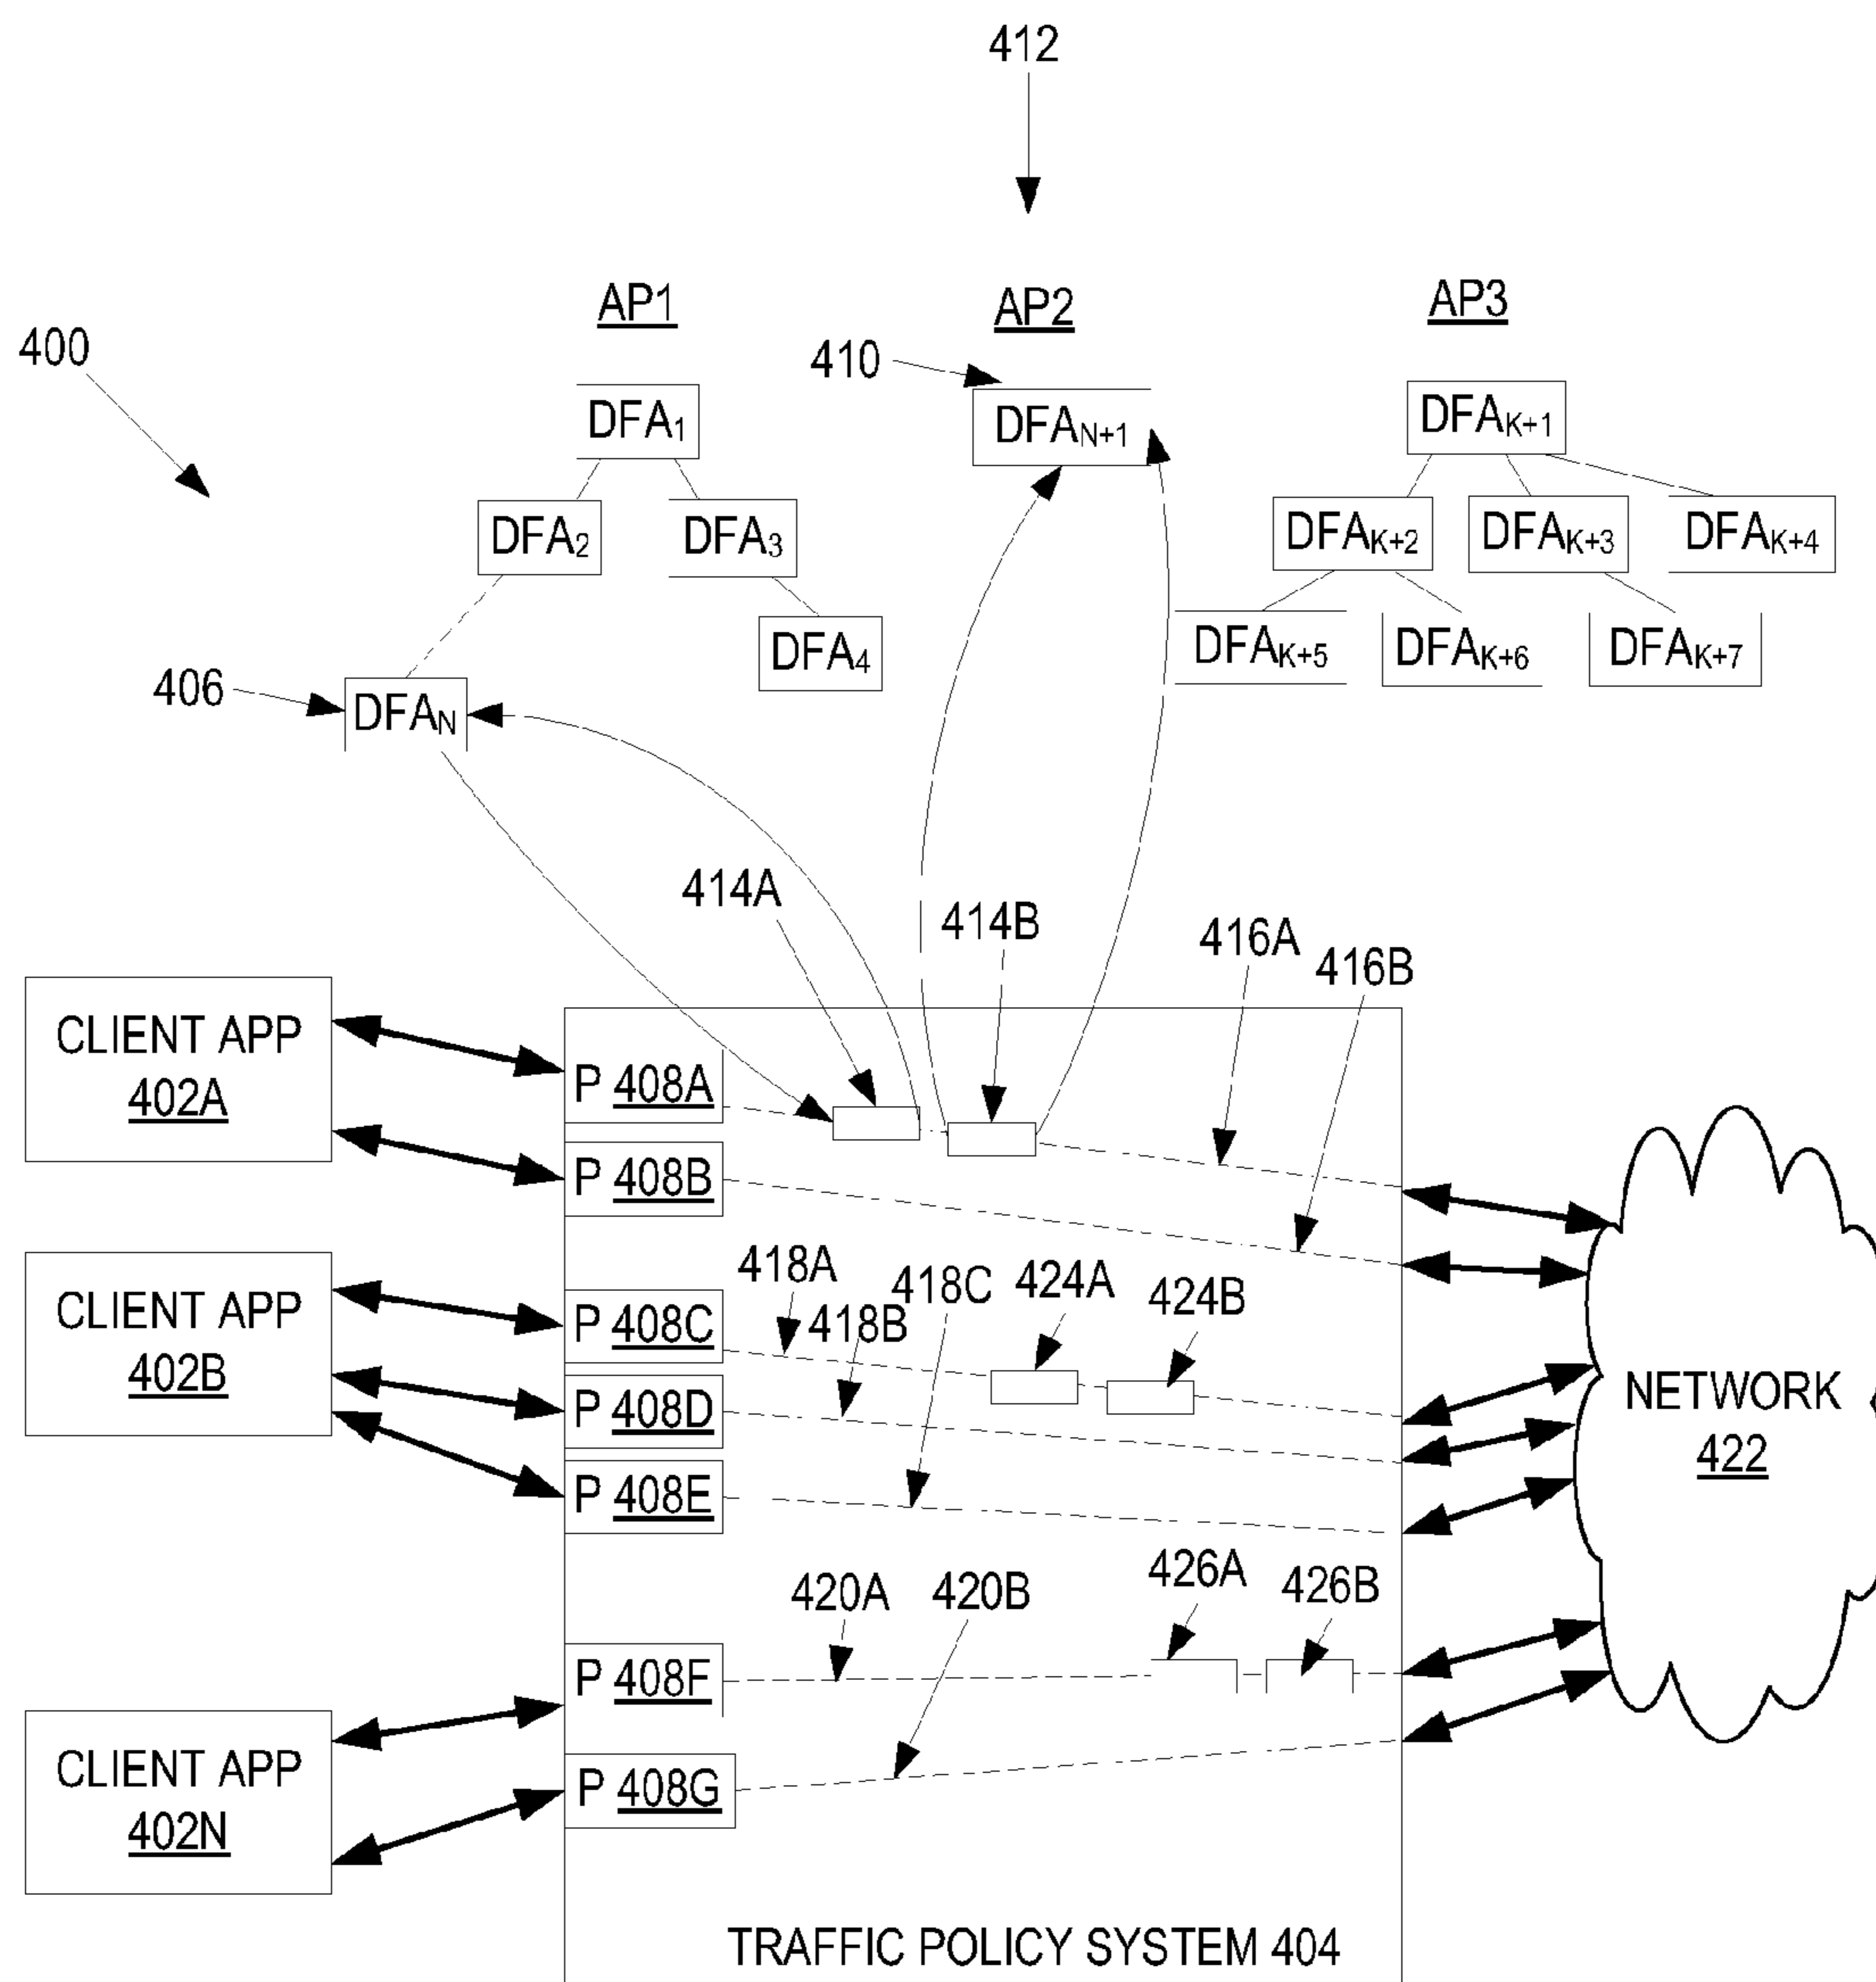 412
AP1
AP2
AP3
400
410
DFA1
DFAN+1
DFAK+1
DFA2
DFA3
DFAK+2
DFAK+3
DFAK+4
DFA4
DFAK+5
DFAK+6
DFAK+7
406
DFAN
414A
414B
416A
416B
CLIENT APP
402A
P 408A
P 408B
CLIENT APP
402B
P 408C
P 408D
P 408E
418A
418B
418C
424A
424B
NETWORK
422
420A
420B
426A
426B
P 408F
P 408G
CLIENT APP
402N
TRAFFIC POLICY SYSTEM 404